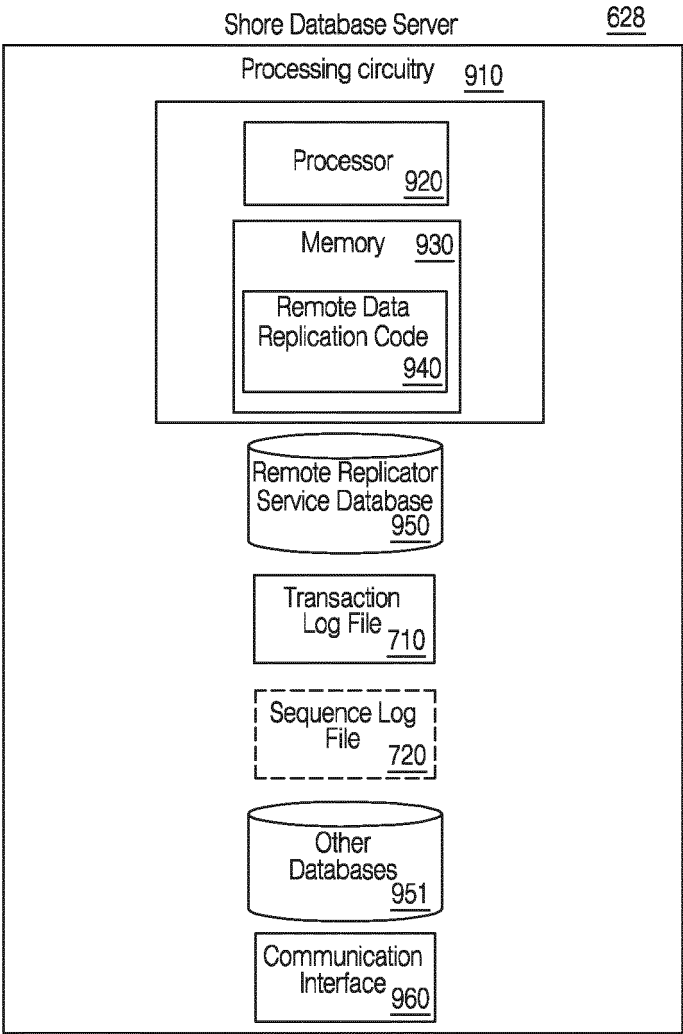 Shore Database Server 628
Processing circuitry 910
Processor
920
Memory 930
Remote Data
Replication Code
940
Remote Replicator
Service Database
950
Transaction
Log File
710
Sequence Log
File
720
Other
Databases
951
Communication
Interface
960